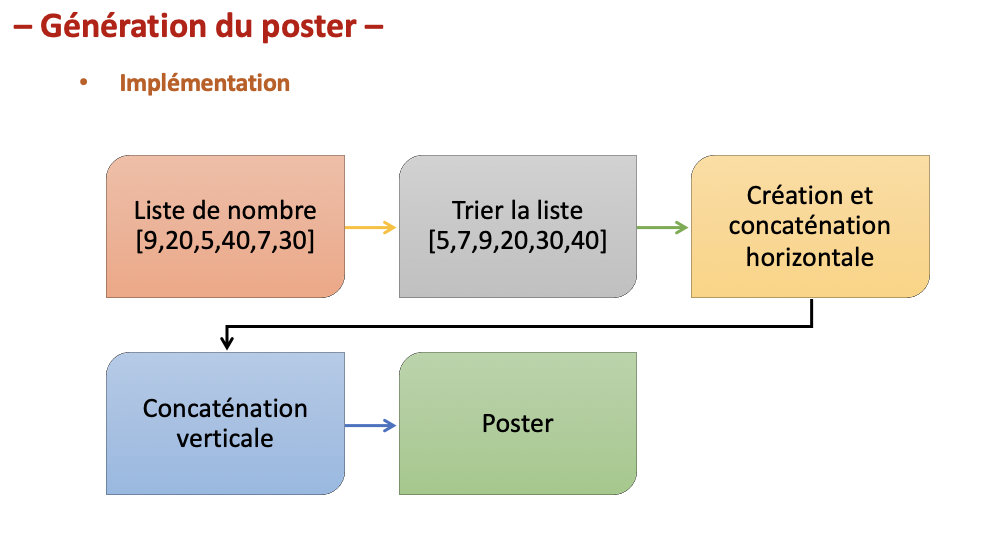 – Génération du poster –
• Implémentation
Liste de nombre
[9,20,5,40,7,30]
Trier la liste
[5,7,9,20,30,40]
Création et
concaténation
horizontale
Concaténation
verticale
Poster